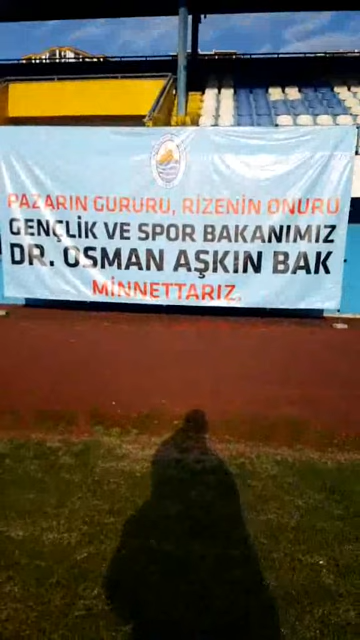 PAZARIN GURURU, RİZENİN ONURU
GENÇLİK VE SPOR BAKANIMIZ
DR. OSMAN AŞKIN BAK
MİNNETTARIZ.